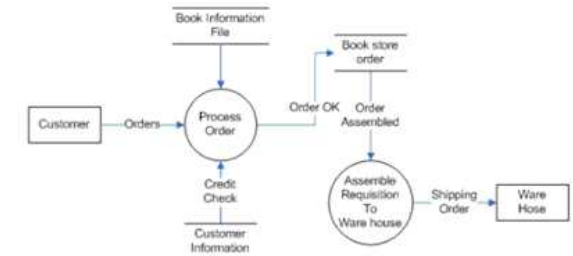 Book Information
File
Book store
order
Customer
Orders
Process
Order
Order OK
Order
Assembled
Credit
Check
Customer
Information
Assemble
Requisition
To
Ware house
Shipping
Order
Ware
Hose